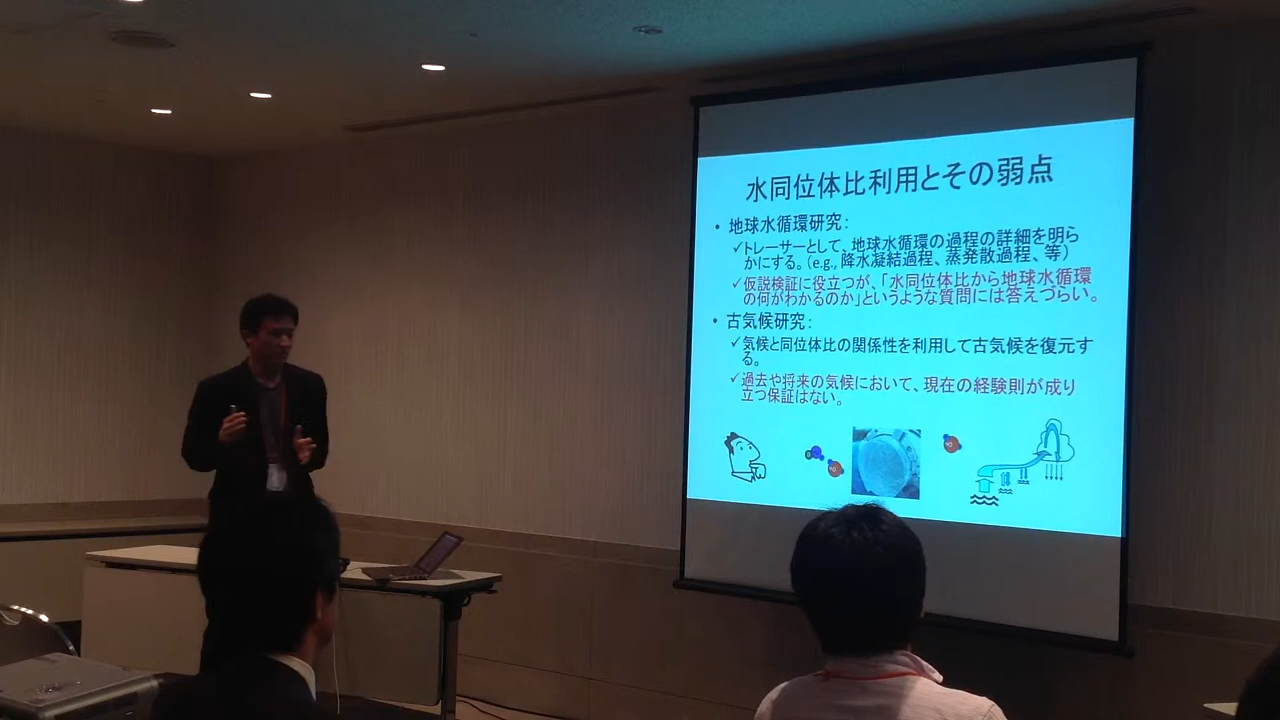 水同位体比利用とその弱点
• 地球水循環研究:
✓トレーサーとして、地球水循環の過程の詳細を明ら
かにする。(e.g., 降水凝結過程、蒸発散過程、等)
✓仮説検証に役立つが、「水同位体比から地球水循環
の何がわかるのか」というような質問には答えづらい。
• 古気候研究:
✓気候と同位体比の関係性を利用して古気候を復元す
る。
✓過去や将来の気候において、現在の経験則が成り
立つ保証はない。